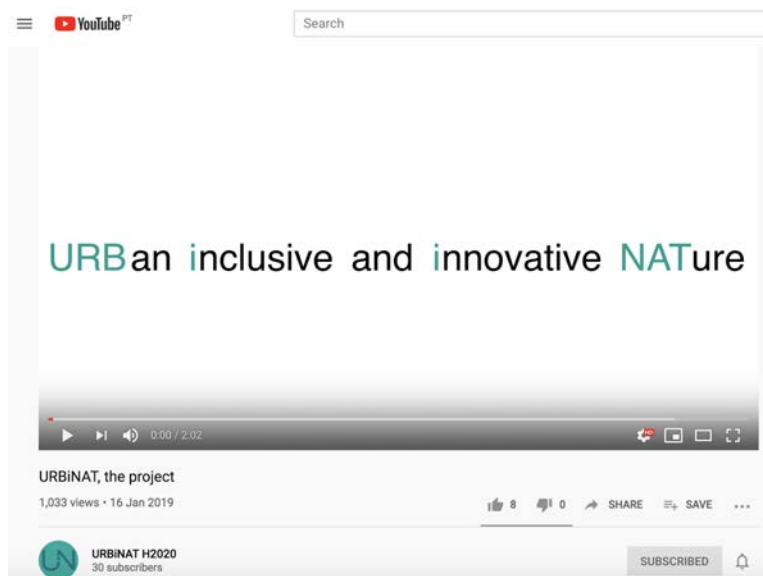 YouTube PT
Search
URBan inclusive and innovative NATure
0:00 / 2:02
HD
URBiNAT, the project
1,033 views • 16 Jan 2019
8
0
SHARE
SAVE
UN
URBiNAT H2020
30 subscribers
SUBSCRIBED